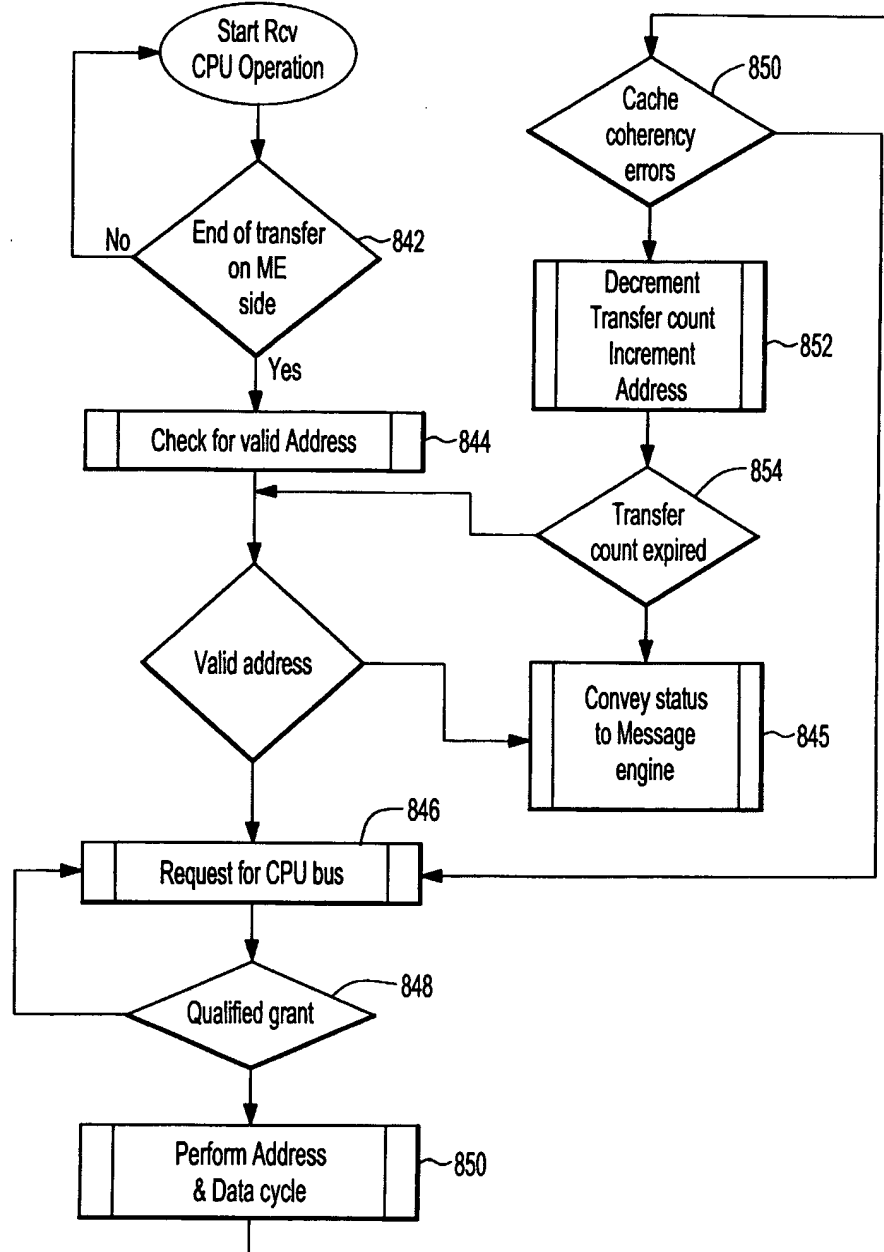 Start Rcv
CPU Operation
End of transfer
on ME
side
842
No
Yes
Check for valid Address
844
Valid address
Request for CPU bus
846
Qualified grant
848
Perform Address
& Data cycle
850
Cache
coherency
errors
850
Decrement
Transfer count
Increment
Address
852
Transfer
count expired
854
Convey status
to Message
engine
845